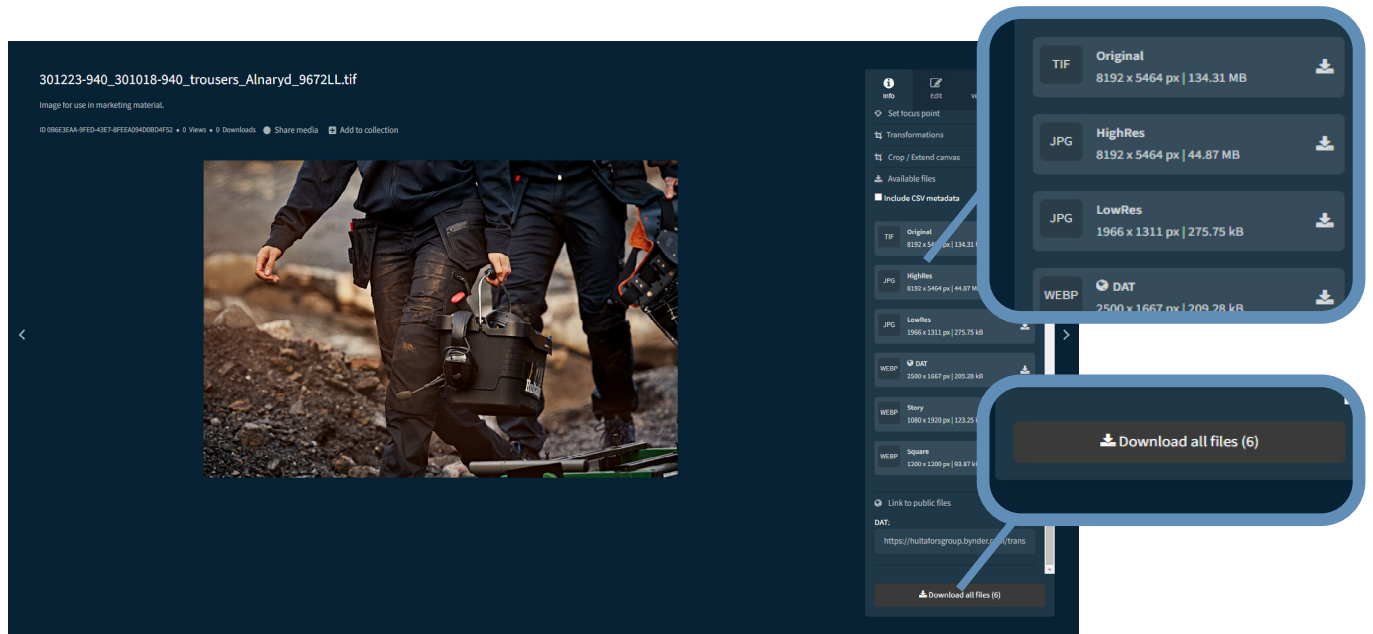 301223-940_301018-940_trousers_Alnaryd_9672LL.tif
Image for use in marketing material.
ID 0B6E3EAA-9FED-43E7-8FEEA094D0BD4F52 • 0 Views • 0 Downloads Share media Add to collection
Info
Edit
Set focus point
Transformations
Crop / Extend canvas
Available files
Include CSV metadata
TIF
Original
8192 x 5464 px | 134.31
JPG
HighRes
8192 x 5464 px | 44.87
JPG
LowRes
1966 x 1311 px | 275.75 kB
WEBP
DAT
2500 x 1667 px | 209.28 kB
WEBP
Story
1080 x 1920 px | 123.25
WEBP
Square
1200 x 1200 px | 93.87
Link to public files
DAT:
https://hultaforsgroup.bynder.com/trans
Download all files (6)
TIF
Original
8192 x 5464 px | 134.31 MB
JPG
HighRes
8192 x 5464 px | 44.87 MB
JPG
LowRes
1966 x 1311 px | 275.75 kB
WEBP
DAT
2500 x 1667 px | 209.28 kB
Download all files (6)